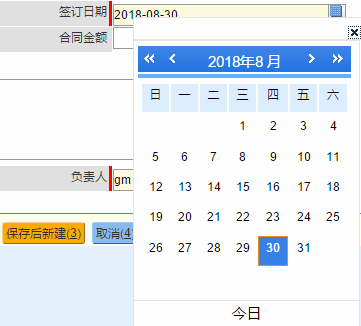 签订日期 2018-08-30
合同金额
2018年8月
日 一 二 三 四 五 六
1 2 3 4
5 6 7 8 9 10 11
12 13 14 15 16 17 18
19 20 21 22 23 24 25
26 27 28 29 30 31
今日
负责人 gm
保存后新建(3) 取消(4)